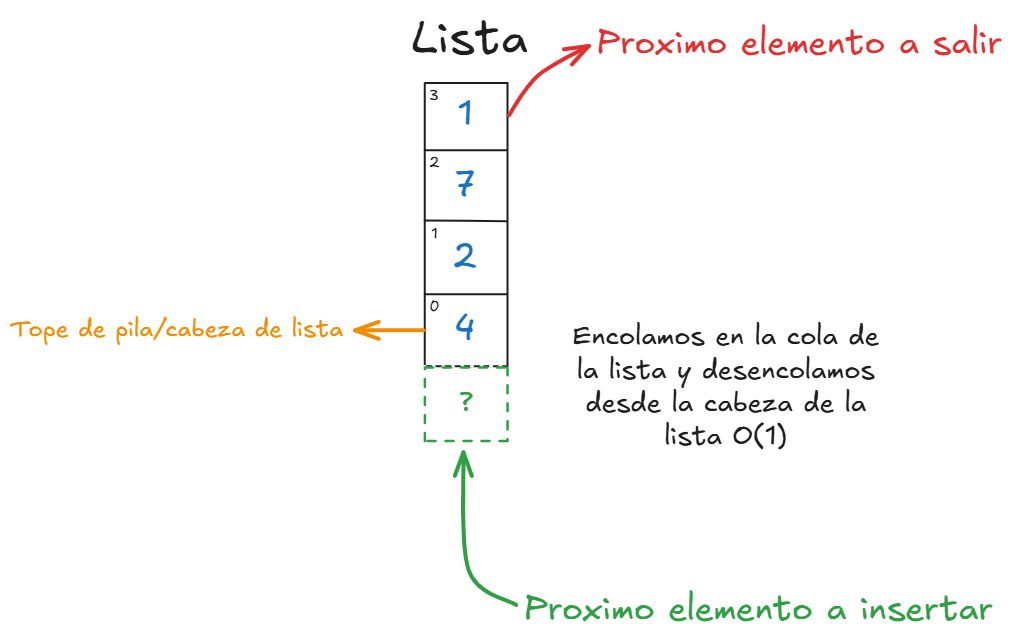 Lista
Proximo elemento a salir
3
1
2
7
1
2
0
4
Tope de pila/cabeza de lista
?
Encolamos en la cola de
la lista y desencolamos
desde la cabeza de la
lista O(1)
Proximo elemento a insertar